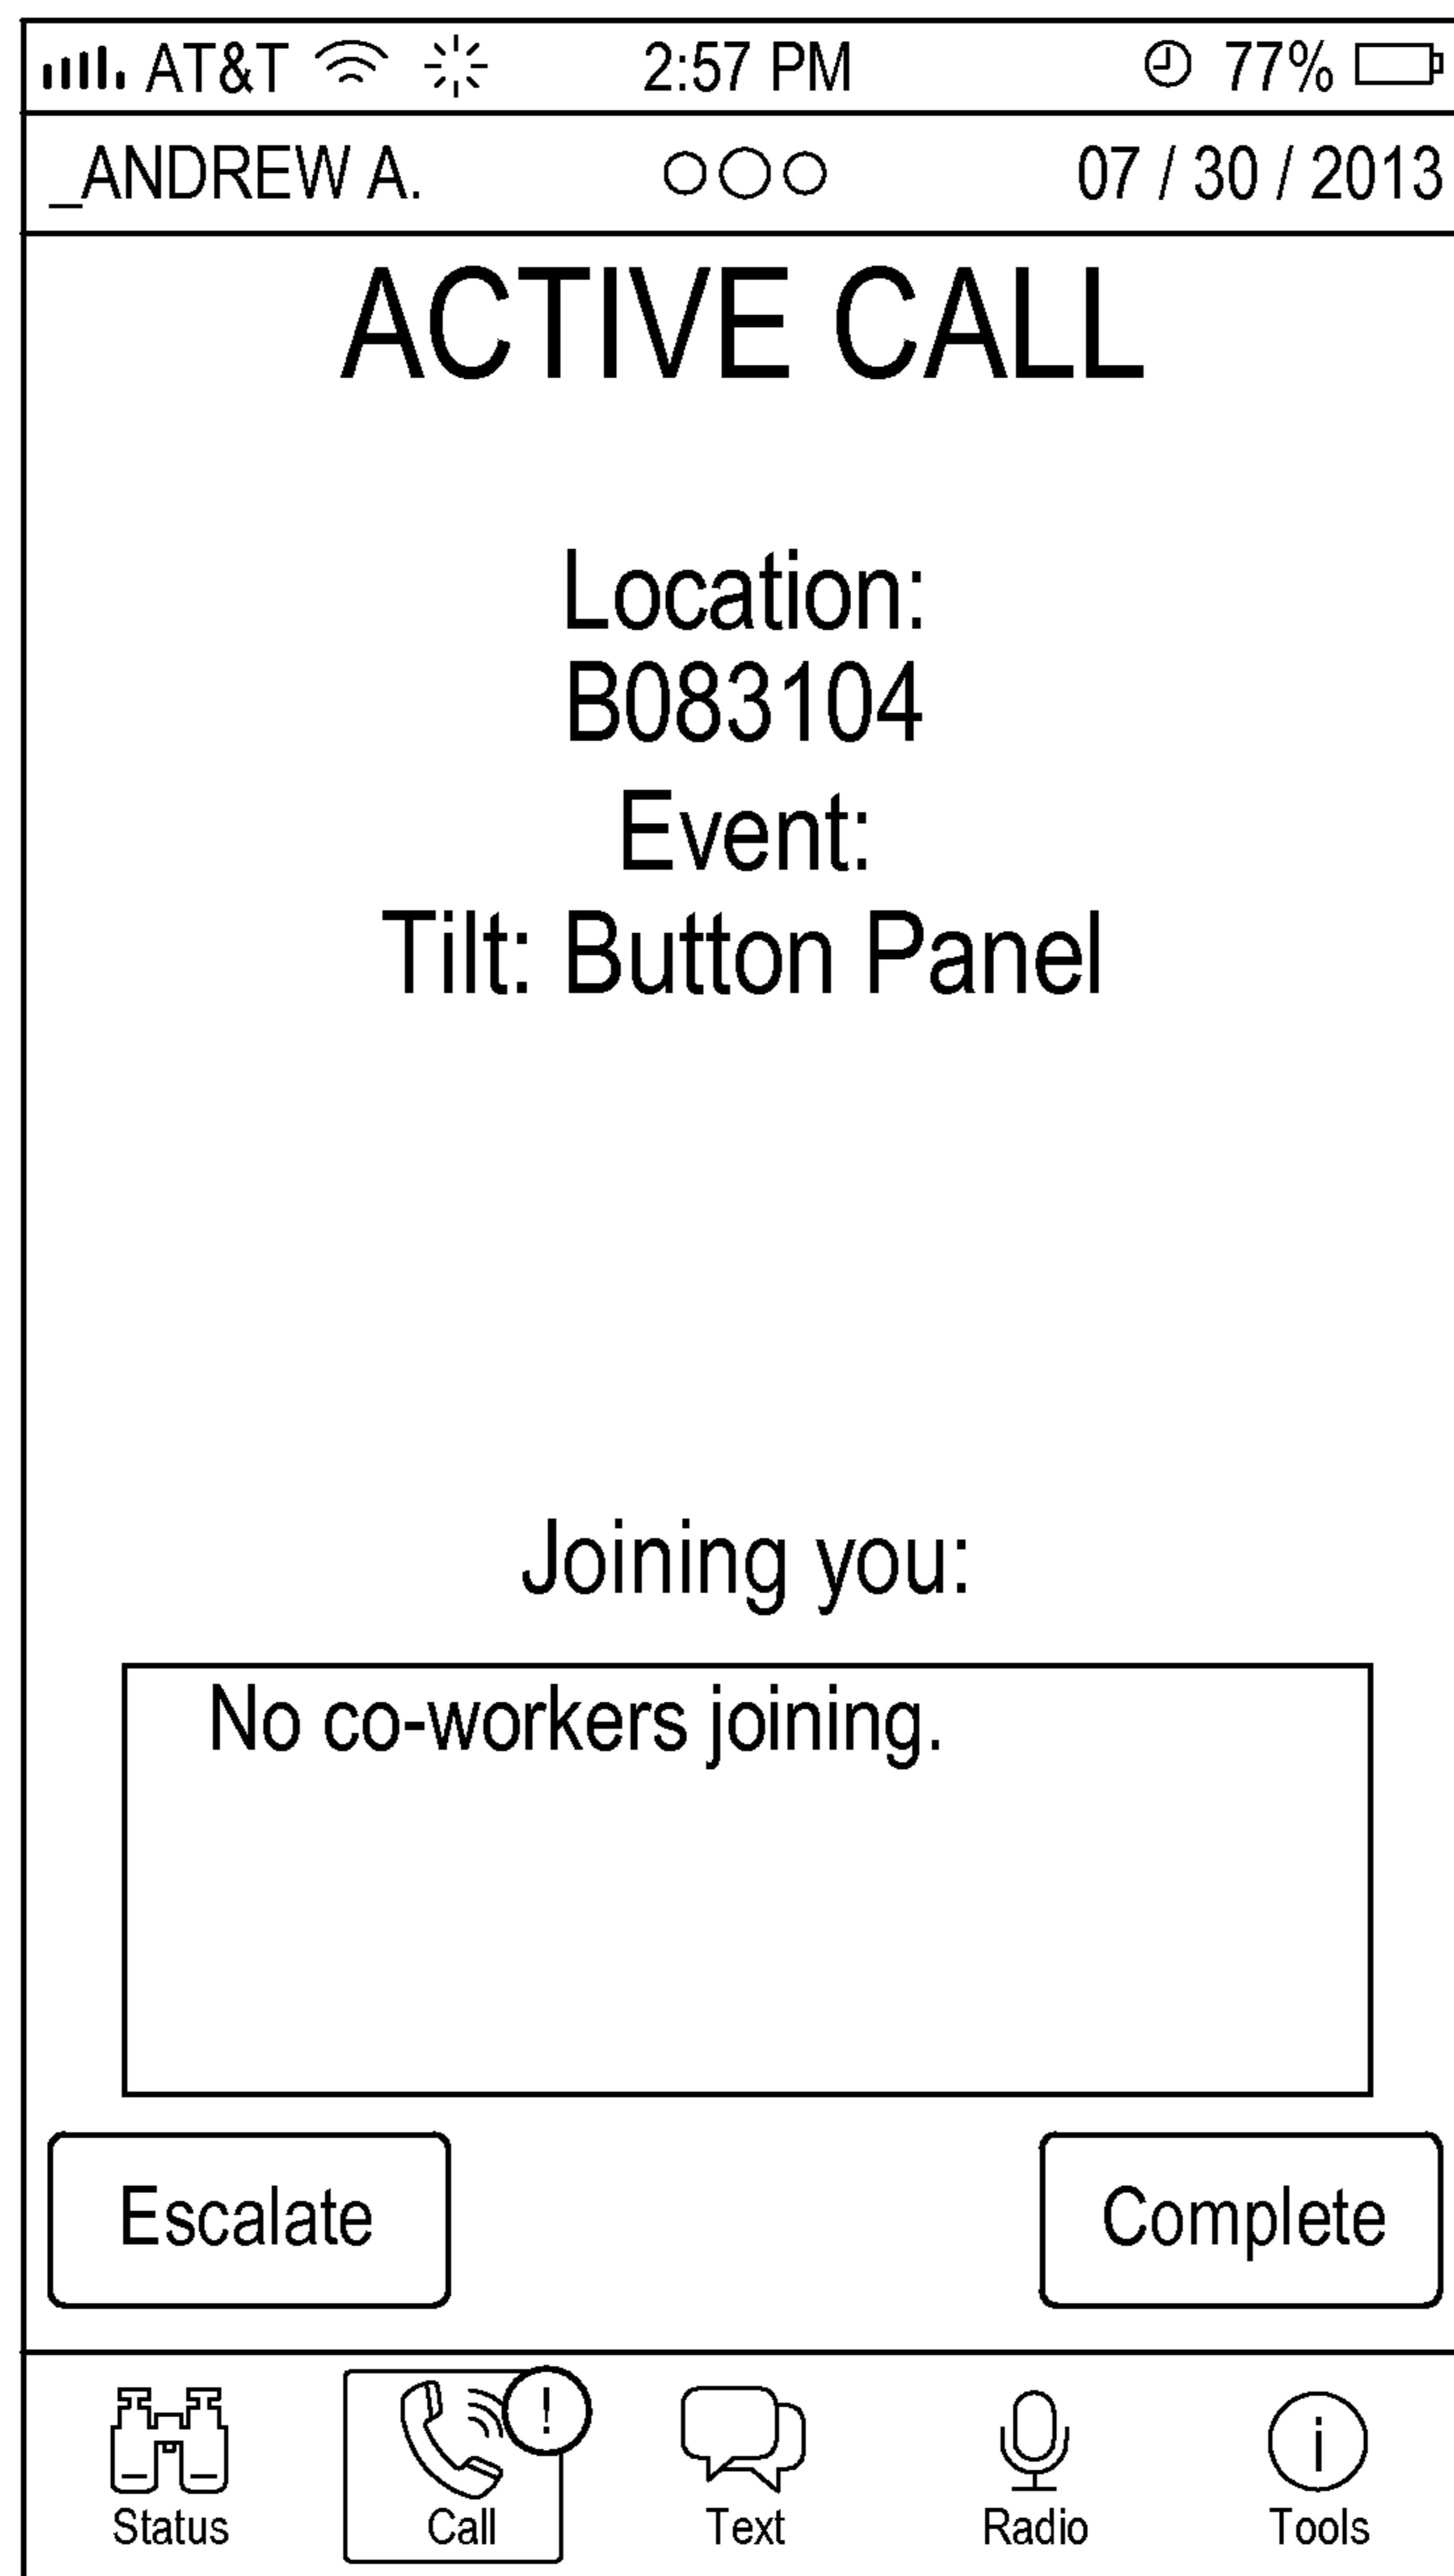 AT&T 2:57 PM 77%
_ANDREW A. 07 / 30 / 2013
ACTIVE CALL
Location:
B083104
Event:
Tilt: Button Panel
Joining you:
No co-workers joining.
Escalate Complete
!
i
Status Call Text Radio Tools